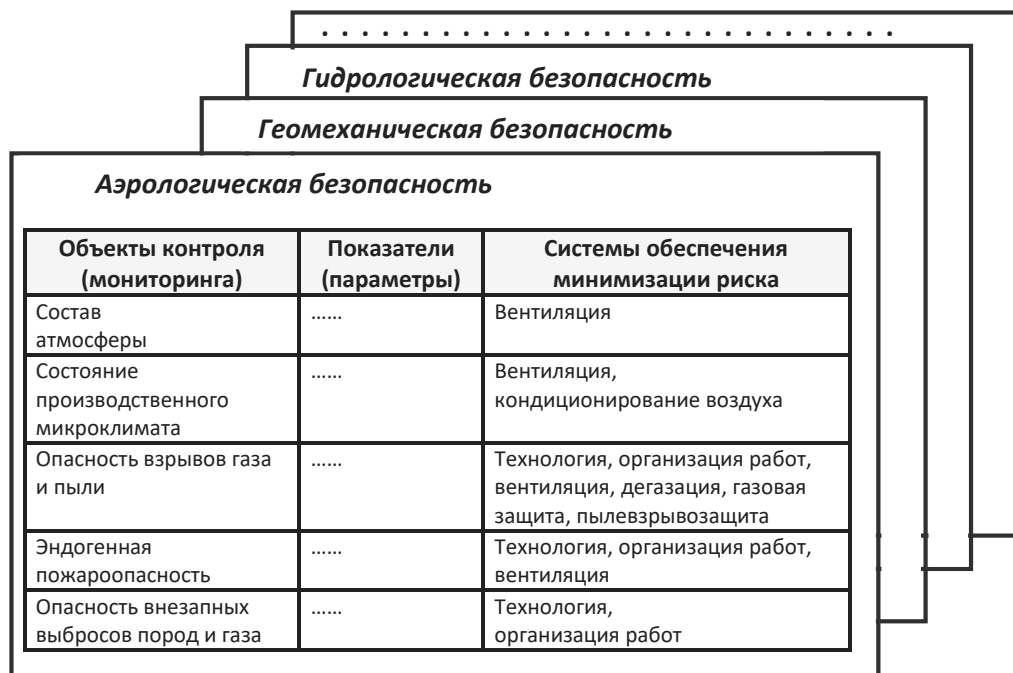 . . . . . . . . . . . . . . . . . . . . . . . . . . . . . . . . . . .
Гидрологическая безопасность
Геомеханическая безопасность
Аэрологическая безопасность
Объекты контроля
(мониторинга)
Показатели
(параметры)
Системы обеспечения
минимизации риска
Состав
атмосферы
......
Вентиляция
Состояние
производственного
микроклимата
......
Вентиляция,
кондиционирование воздуха
Опасность взрывов газа
и пыли
......
Технология, организация работ,
вентиляция, дегазация, газовая
защита, пылевзрывозащита
Эндогенная
пожароопасность
......
Технология, организация работ,
вентиляция
Опасность внезапных
выбросов пород и газа
......
Технология,
организация работ